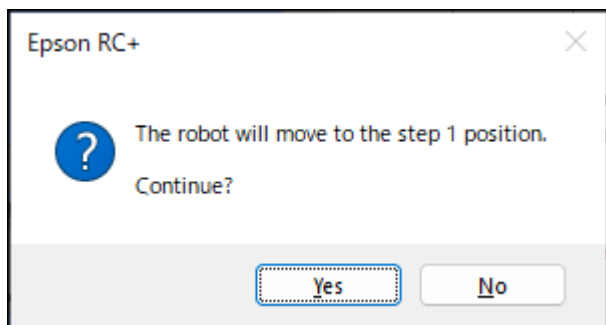 Epson RC+
?
The robot will move to the step 1 position.
Continue?
Yes
No